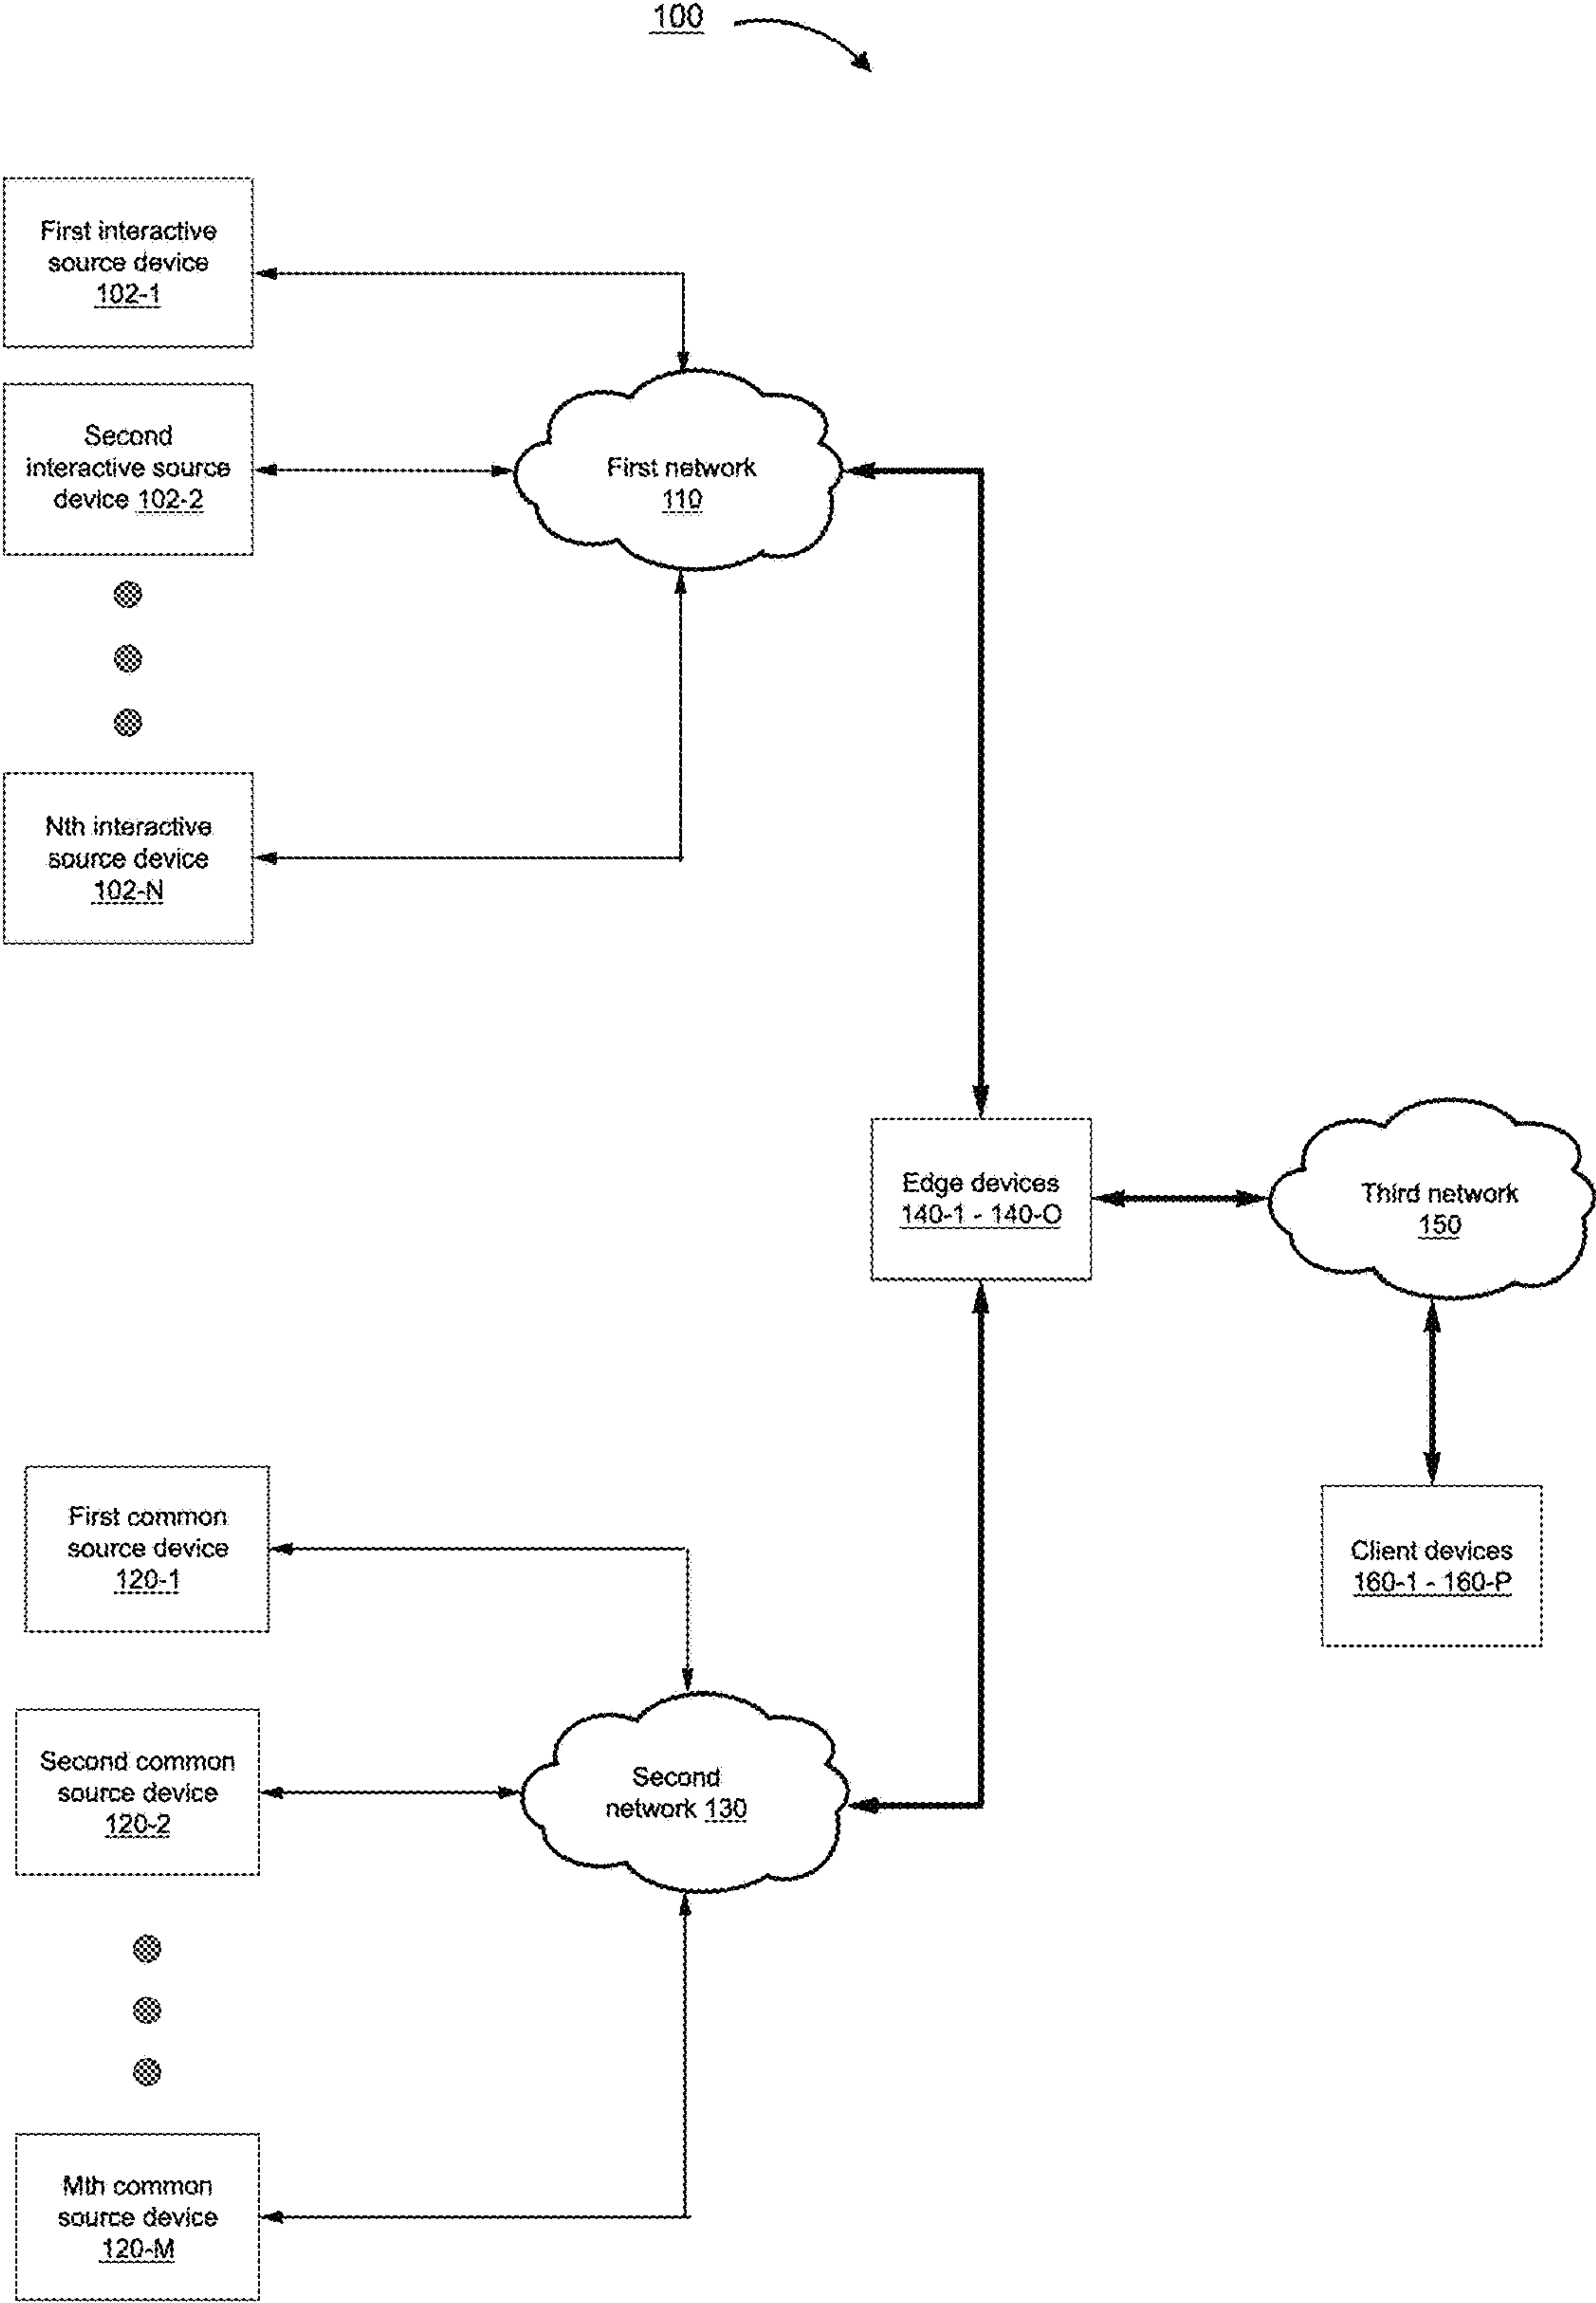 100
First interactive
source device
102-1
Second
interactive source
device 102-2
First network
110
Nth interactive
source device
102-N
Edge devices
140-1 - 140-O
Third network
150
First common
source device
120-1
Client devices
160-1 - 160-P
Second common
source device
120-2
Second
network 130
Mth common
source device
120-M